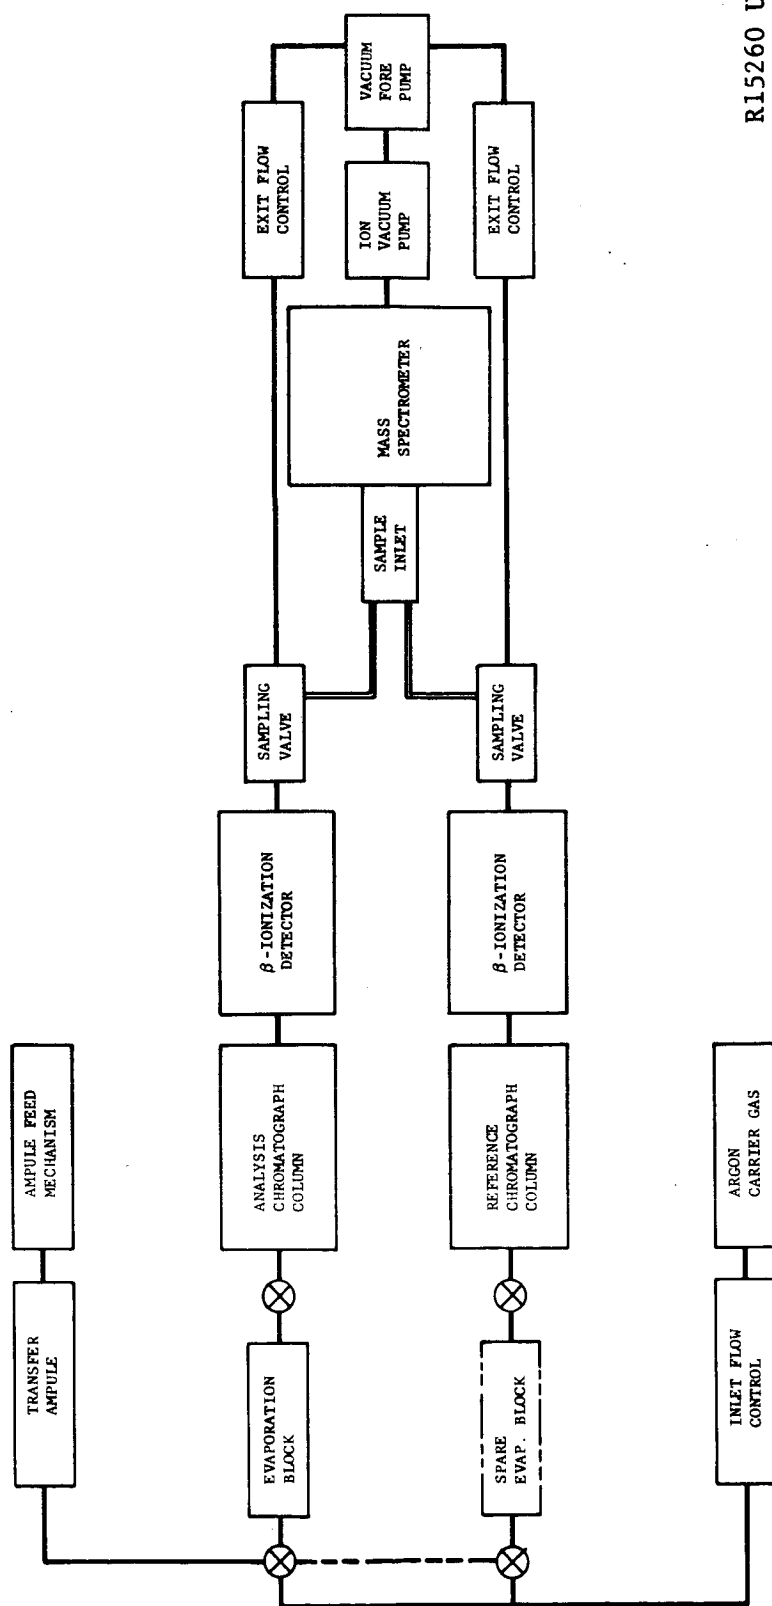 AMPULE FEED
MECHANISM
TRANSFER
AMPULE
EVAPORATION
BLOCK
ANALYSIS
CHROMATOGRAPH
COLUMN
β-IONIZATION
DETECTOR
SAMPLING
VALVE
EXIT FLOW
CONTROL
SAMPLE
INLET
MASS
SPECTROMETER
ION
VACUUM
PUMP
VACUUM
FORE
PUMP
SPARE
EVAP. BLOCK
REFERENCE
CHROMATOGRAPH
COLUMN
β-IONIZATION
DETECTOR
SAMPLING
VALVE
EXIT FLOW
CONTROL
INLET FLOW
CONTROL
ARGON
CARRIER GAS
R15260 U